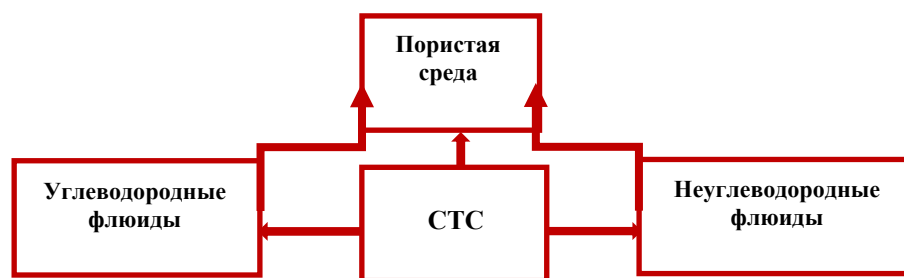 Пористая
среда
Углеводородные
флюиды
СТС
Неуглеводородные
флюиды